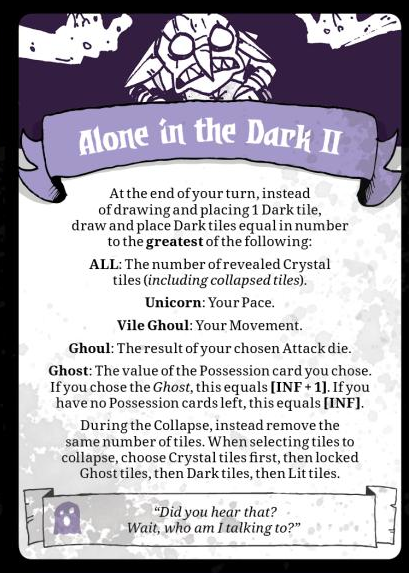 Alone in the Dark II
At the end of your turn, instead
of drawing and placing 1 Dark tile,
draw and place Dark tiles equal in number
to the greatest of the following:
ALL: The number of revealed Crystal
tiles (including collapsed tiles).
Unicorn: Your Pace.
Vile Ghoul: Your Movement.
Ghoul: The result of your chosen Attack die.
Ghost: The value of the Possession card you chose.
If you chose the Ghost, this equals [INF + 1]. If you
have no Possession cards left, this equals [INF].
During the Collapse, instead remove the
same number of tiles. When selecting tiles to
collapse, choose Crystal tiles first, then locked
Ghost tiles, then Dark tiles, then Lit tiles.
“Did you hear that?
Wait, who am I talking to?”